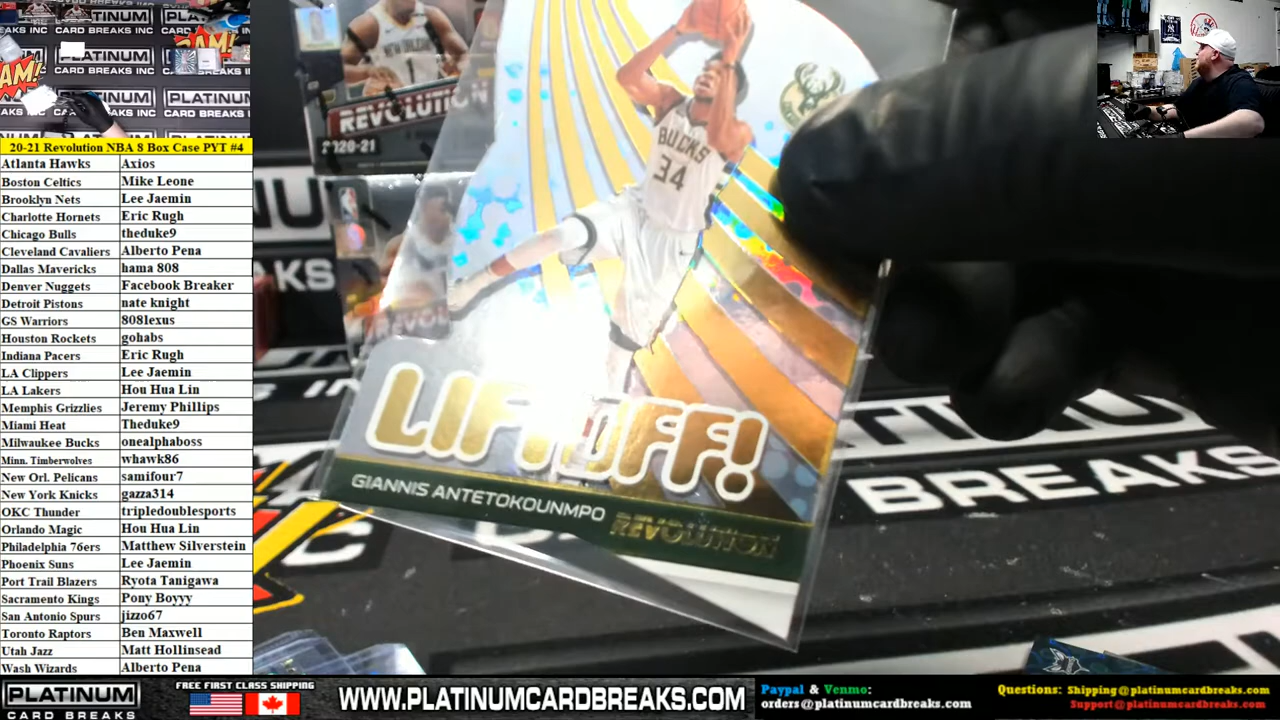 PLATINUM
CARD BREAKS INC
BAM!
20-21 Revolution NBA 8 Box Case PYT #4
Atlanta Hawks Axios
Boston Celtics Mike Leone
Brooklyn Nets Lee Jaemin
Charlotte Hornets Eric Rugh
Chicago Bulls theduke9
Cleveland Cavaliers Alberto Pena
Dallas Mavericks hama 808
Denver Nuggets Facebook Breaker
Detroit Pistons nate knight
GS Warriors 808lexus
Houston Rockets gohabs
Indiana Pacers Eric Rugh
LA Clippers Lee Jaemin
LA Lakers Hou Hua Lin
Memphis Grizzlies Jeremy Phillips
Miami Heat Theduke9
Milwaukee Bucks onealphaboss
Minn. Timberwolves whawk86
New Orl. Pelicans samifour7
New York Knicks gazza314
OKC Thunder tripledoublesports
Orlando Magic Hou Hua Lin
Philadelphia 76ers Matthew Silverstein
Phoenix Suns Lee Jaemin
Port Trail Blazers Ryota Tanigawa
Sacramento Kings Pony Boyyy
San Antonio Spurs jizzo67
Toronto Raptors Ben Maxwell
Utah Jazz Matt Hollinsead
Wash Wizards Alberto Pena
REVOLUTION
2020-21
BUCKS
34
LIFTOFF!
GIANNIS ANTETOKOUNMPO
REVOLUTION
BREAKS
PLATINUM
CARD BREAKS
FREE FIRST CLASS SHIPPING
WWW.PLATINUMCARDBREAKS.COM
Paypal & Venmo:
orders@platinumcardbreaks.com
Questions: Shipping@platinumcardbreaks.com
Support@platinumcardbreaks.com